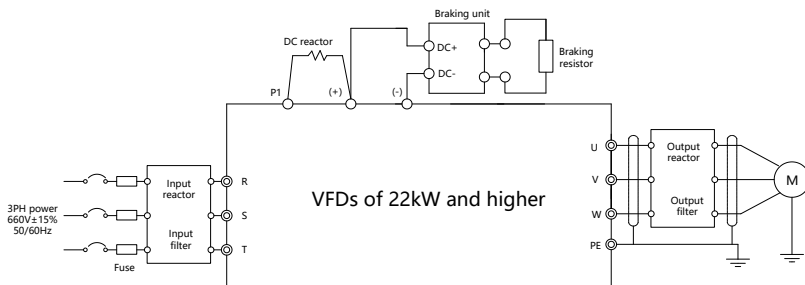 Braking unit
DC reactor
DC+
DC-
Braking
resistor
P1
(+)
(-)
3PH power
660V±15%
50/60Hz
Fuse
Input
reactor
Input
filter
R
S
T
VFDs of 22kW and higher
U
V
W
PE
Output
reactor
Output
filter
M